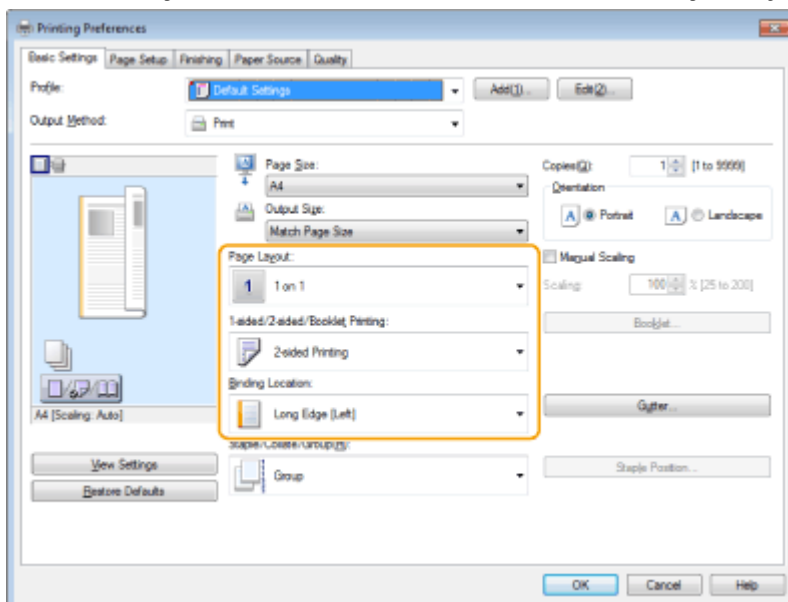 Printing Preferences
Basic Settings Page Setup Finishing Paper Source Quality
Profile: Default Settings Add(1)... Edit(2)...
Output Method: Print
Page Size:
A4
Output Size:
Match Page Size
Copies(Q): 1 [1 to 9999]
Orientation
A Portrait A Landscape
Page Layout:
1 1 on 1
Manual Scaling
Scaling: 100 % [25 to 200]
1-sided/2-sided/Booklet Printing:
2-sided Printing
Booklet...
Binding Location:
Long Edge (Left)
Gutter...
A4 [Scaling: Auto]
Staple/Collate/Group(H):
Group
Staple Position...
View Settings
Restore Defaults
OK Cancel Help